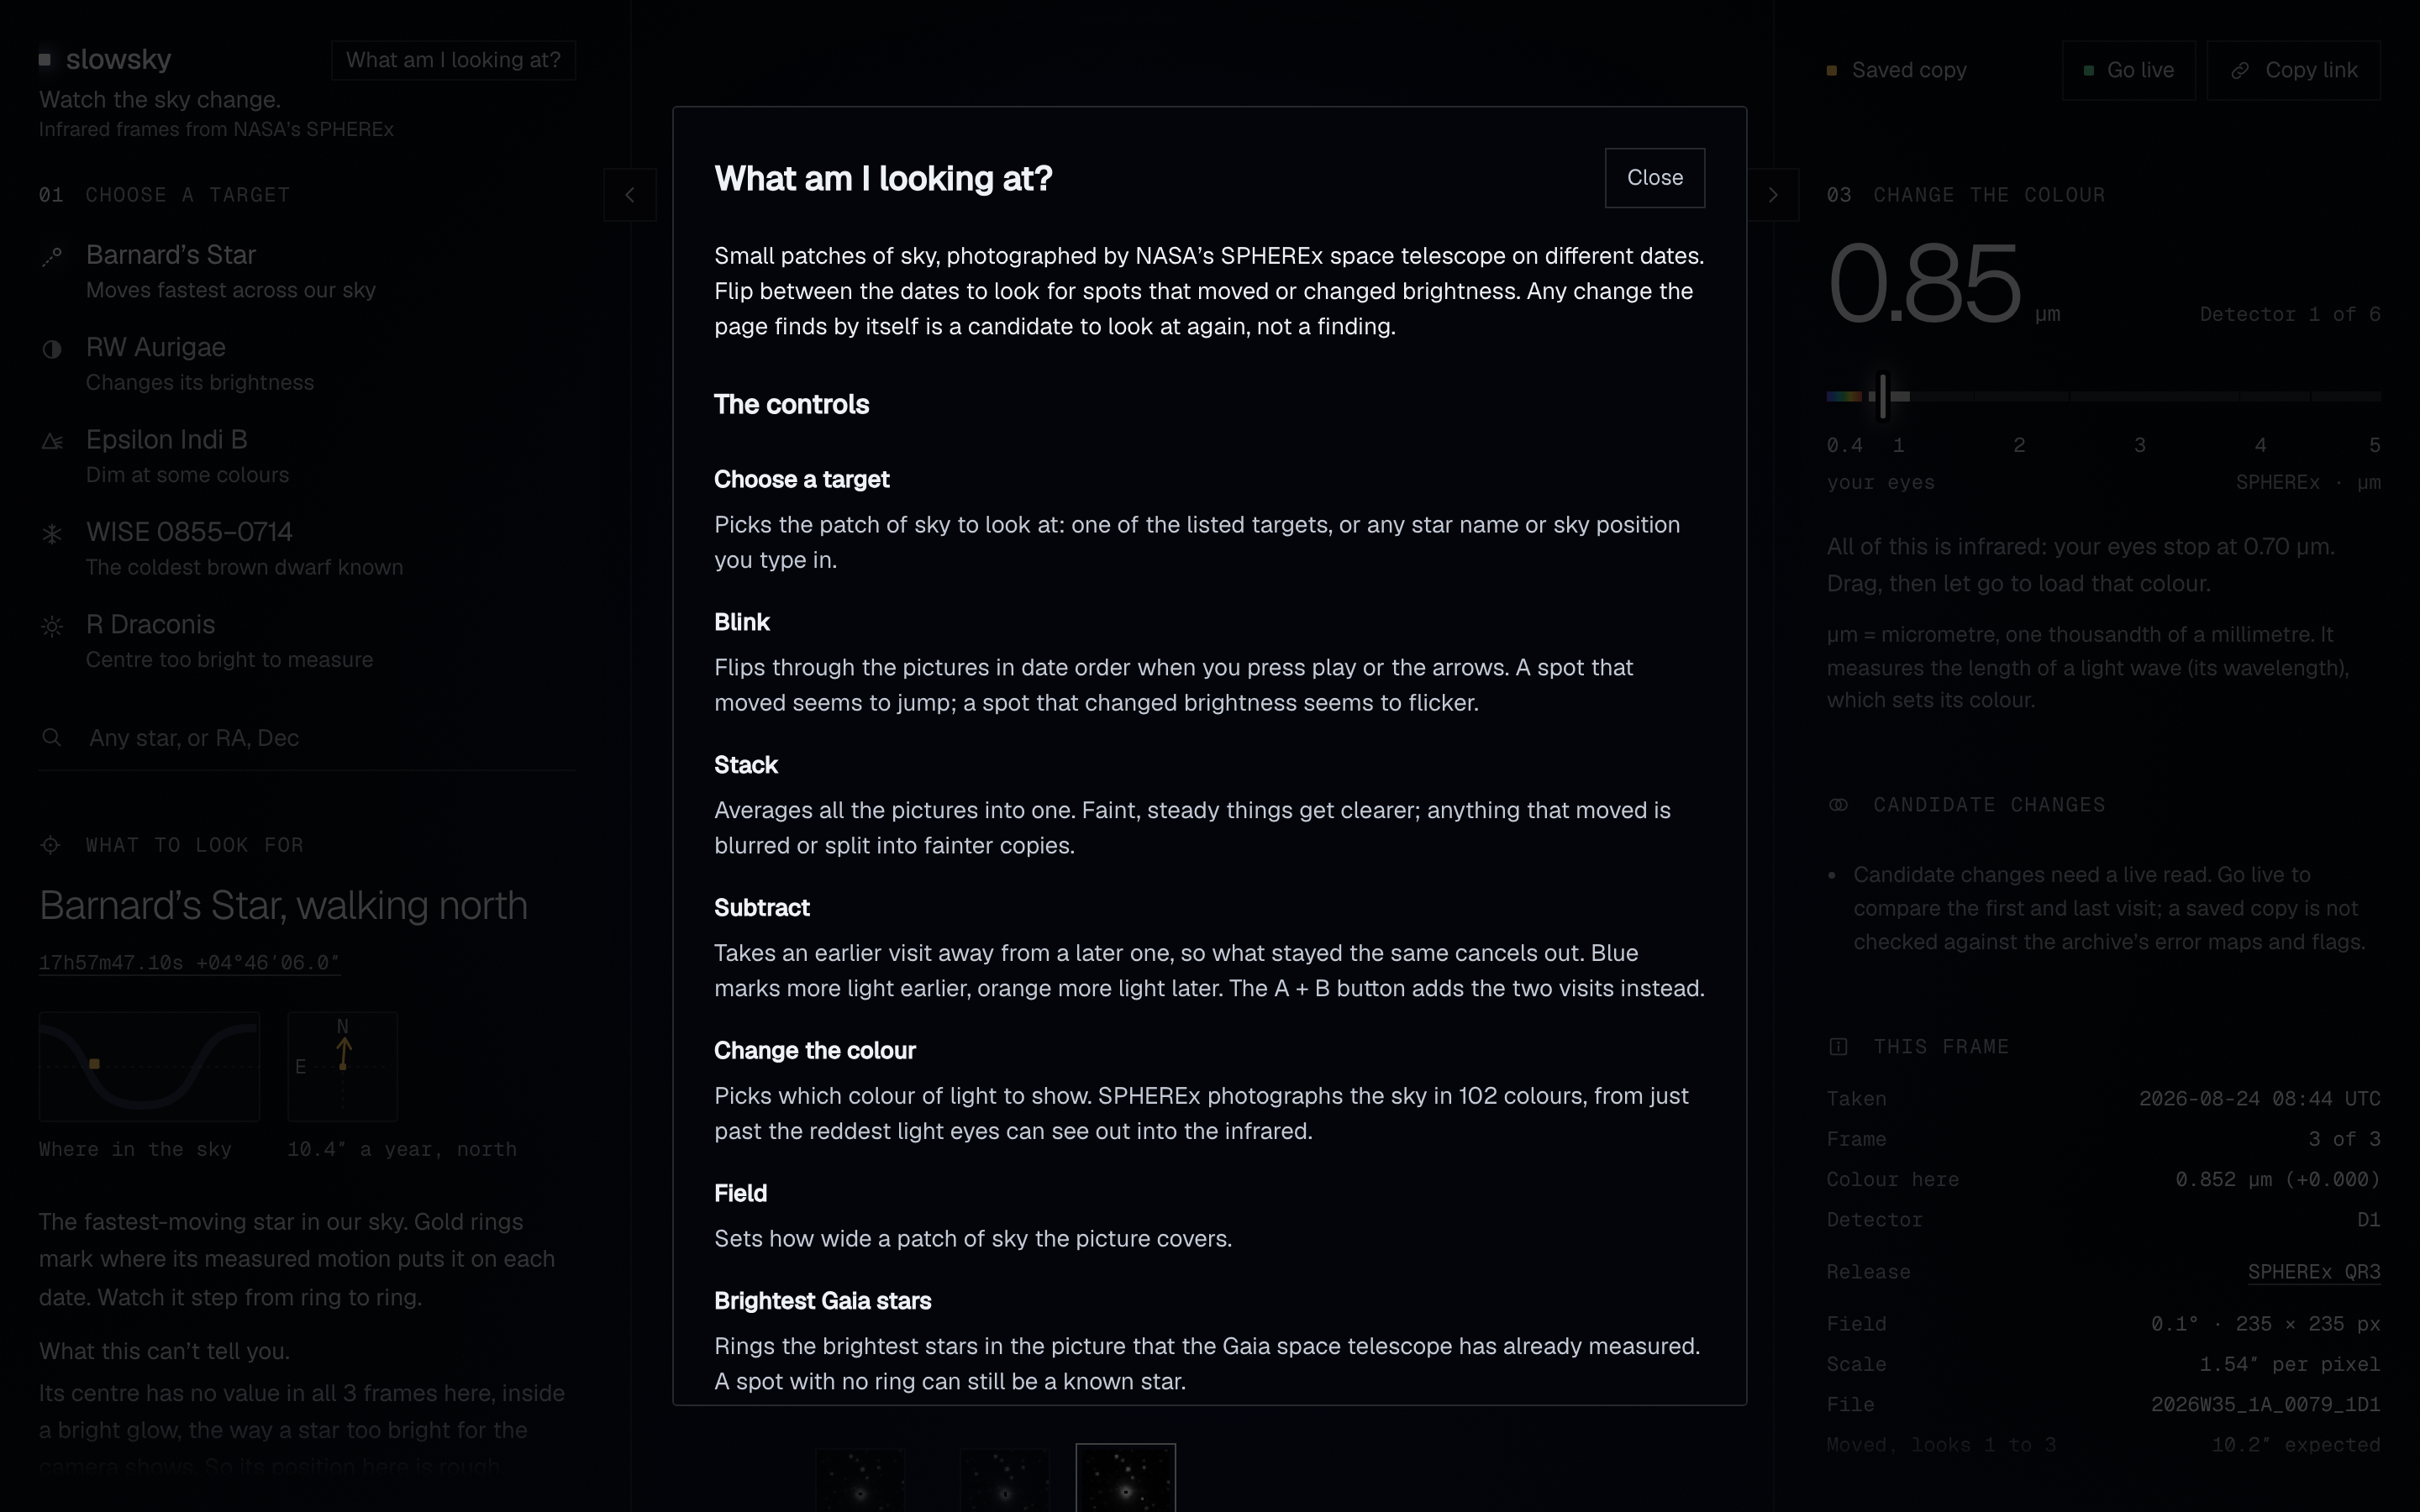 slowsky
What am I looking at?
Watch the sky change.
Infrared frames from NASA’s SPHEREx
01 CHOOSE A TARGET
Barnard’s Star
Moves fastest across our sky
RW Aurigae
Changes its brightness
Epsilon Indi B
Dim at some colours
WISE 0855–0714
The coldest brown dwarf known
R Draconis
Centre too bright to measure
Any star, or RA, Dec
WHAT TO LOOK FOR
Barnard’s Star, walking north
17h57m47.10s +04°46′06.0″
N
E
Where in the sky
10.4″ a year, north
The fastest-moving star in our sky. Gold rings
mark where its measured motion puts it on each
date. Watch it step from ring to ring.
What this can’t tell you.
Its centre has no value in all 3 frames here, inside
a bright glow, the way a star too bright for the
camera shows. So its position here is rough.
What am I looking at?
Close
Small patches of sky, photographed by NASA’s SPHEREx space telescope on different dates.
Flip between the dates to look for spots that moved or changed brightness. Any change the
page finds by itself is a candidate to look at again, not a finding.
The controls
Choose a target
Picks the patch of sky to look at: one of the listed targets, or any star name or sky position
you type in.
Blink
Flips through the pictures in date order when you press play or the arrows. A spot that
moved seems to jump; a spot that changed brightness seems to flicker.
Stack
Averages all the pictures into one. Faint, steady things get clearer; anything that moved is
blurred or split into fainter copies.
Subtract
Takes an earlier visit away from a later one, so what stayed the same cancels out. Blue
marks more light earlier, orange more light later. The A + B button adds the two visits instead.
Change the colour
Picks which colour of light to show. SPHEREx photographs the sky in 102 colours, from just
past the reddest light eyes can see out into the infrared.
Field
Sets how wide a patch of sky the picture covers.
Brightest Gaia stars
Rings the brightest stars in the picture that the Gaia space telescope has already measured.
A spot with no ring can still be a known star.
Saved copy
Go live
Copy link
03 CHANGE THE COLOUR
0.85 µm
Detector 1 of 6
0.4 1 2 3 4 5
your eyes
SPHEREx · µm
All of this is infrared: your eyes stop at 0.70 µm.
Drag, then let go to load that colour.
µm = micrometre, one thousandth of a millimetre. It
measures the length of a light wave (its wavelength),
which sets its colour.
CANDIDATE CHANGES
• Candidate changes need a live read. Go live to
compare the first and last visit; a saved copy is not
checked against the archive’s error maps and flags.
THIS FRAME
Taken 2026-08-24 08:44 UTC
Frame 3 of 3
Colour here 0.852 µm (+0.000)
Detector D1
Release SPHEREx QR3
Field 0.1° · 235 × 235 px
Scale 1.54″ per pixel
File 2026W35_1A_0079_1D1
Moved, looks 1 to 3 10.2″ expected